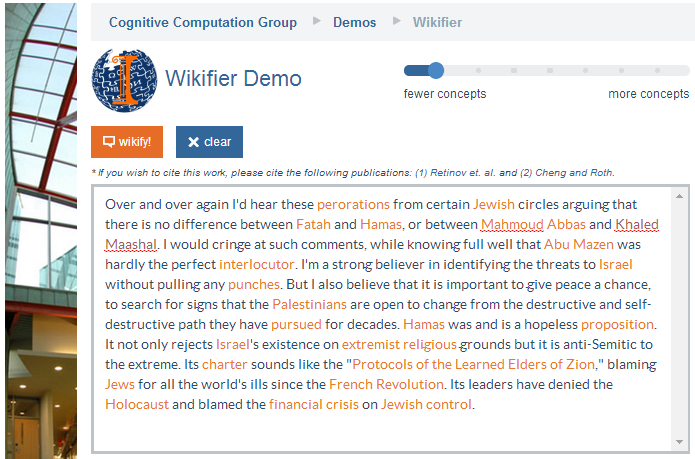 Cognitive Computation Group ▶ Demos ▶ Wikifier
Wikifier Demo
fewer concepts more concepts
wikify! clear
* If you wish to cite this work, please cite the following publications: (1) Retinov et. al. and (2) Cheng and Roth.
Over and over again I'd hear these perorations from certain Jewish circles arguing that
there is no difference between Fatah and Hamas, or between Mahmoud Abbas and Khaled
Maashal. I would cringe at such comments, while knowing full well that Abu Mazen was
hardly the perfect interlocutor. I'm a strong believer in identifying the threats to Israel
without pulling any punches. But I also believe that it is important to give peace a chance,
to search for signs that the Palestinians are open to change from the destructive and self-
destructive path they have pursued for decades. Hamas was and is a hopeless proposition.
It not only rejects Israel's existence on extremist religious grounds but it is anti-Semitic to
the extreme. Its charter sounds like the "Protocols of the Learned Elders of Zion," blaming
Jews for all the world's ills since the French Revolution. Its leaders have denied the
Holocaust and blamed the financial crisis on Jewish control.